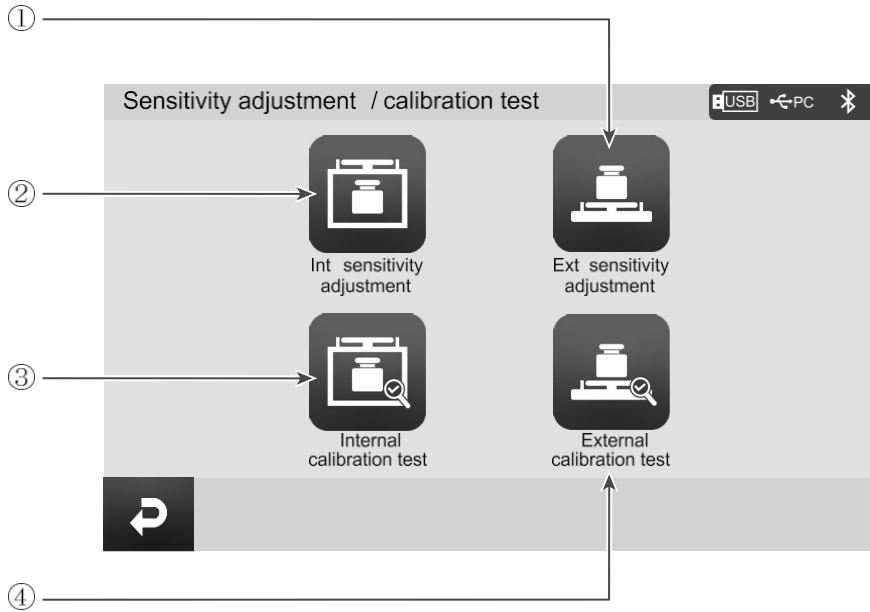 ①
Sensitivity adjustment / calibration test
USB PC
②
Int sensitivity
adjustment
Ext sensitivity
adjustment
③
Internal
calibration test
External
calibration test
④